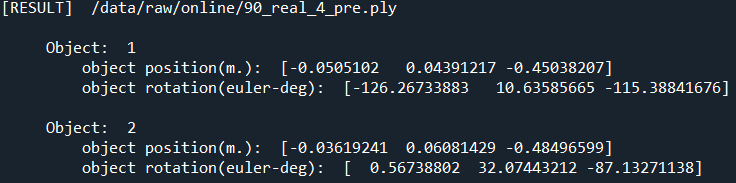 [RESULT]  /data/raw/online/90_real_4_pre.ply
Object:  1
object position(m.):  [-0.0505102   0.04391217 -0.45038207]
object rotation(euler-deg):  [-126.26733883   10.63585665 -115.38841676]
Object:  2
object position(m.):  [-0.03619241  0.06081429 -0.48496599]
object rotation(euler-deg):  [  0.56738802  32.07443212 -87.13271138]